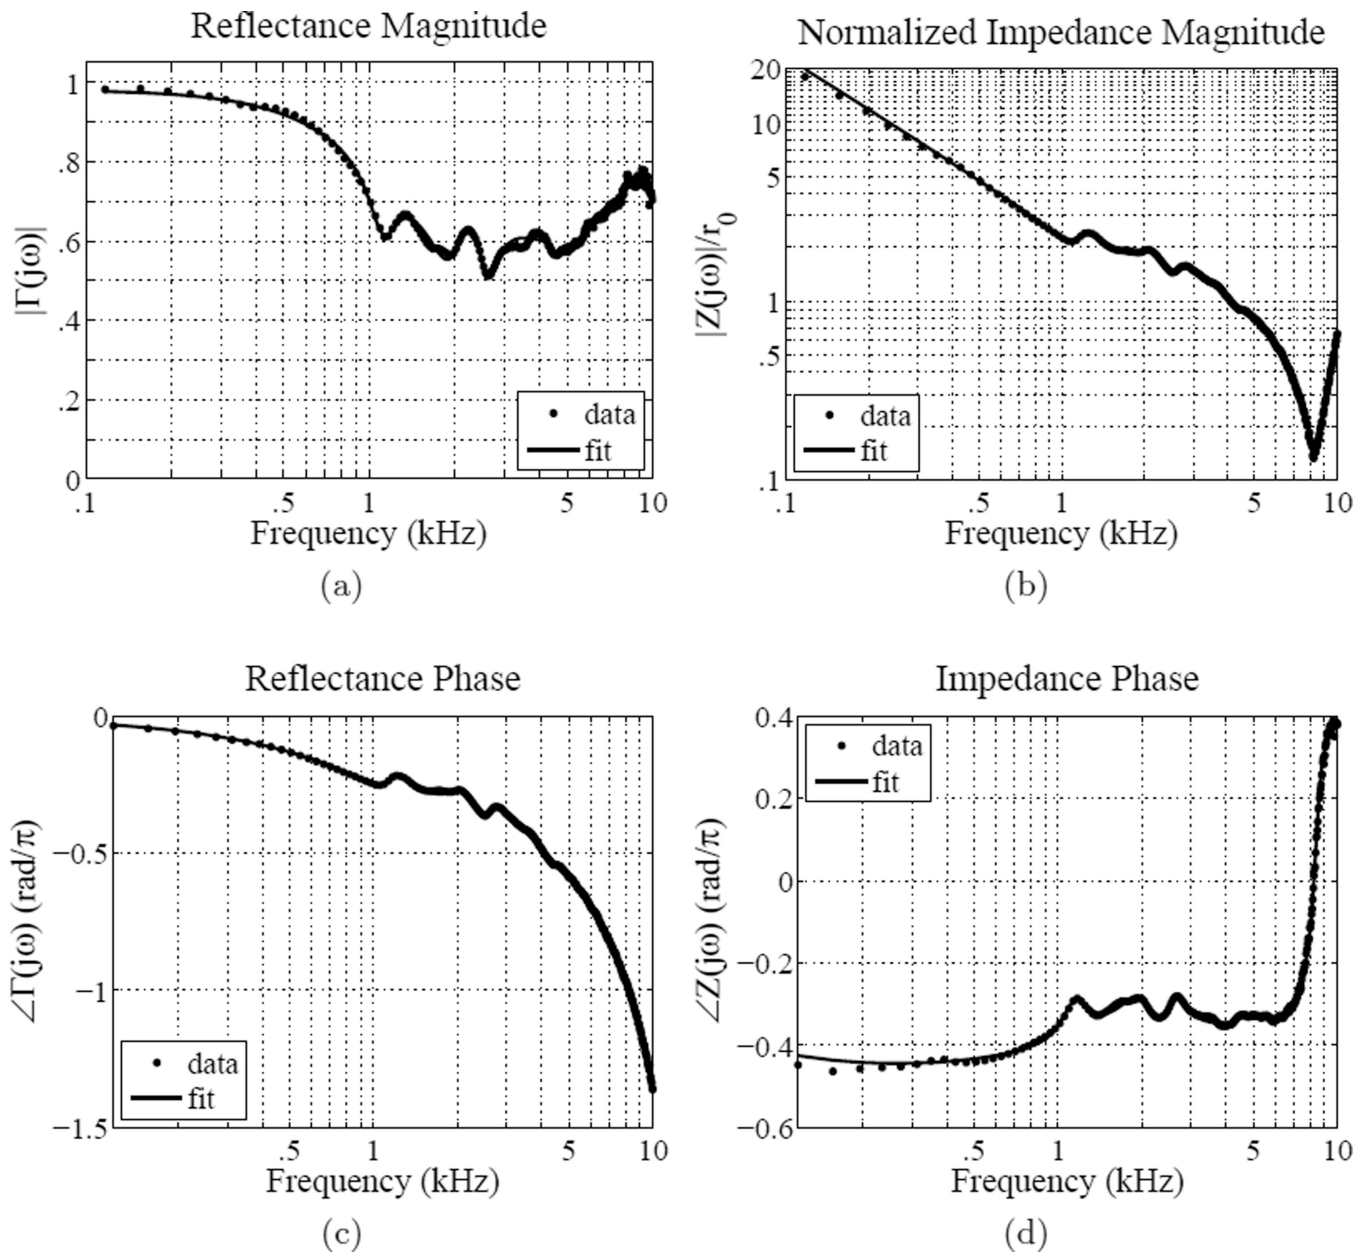 Reflectance Magnitude
1
.8
.6
.4
.2
0
.1 .5 1 5 10
|Γ(jω)|
Frequency (kHz)
data
fit
(a)
Normalized Impedance Magnitude
20
10
5
1
.5
.1
.1 .5 1 5 10
|Z(jω)|/r0
Frequency (kHz)
data
fit
(b)
Reflectance Phase
0
−0.5
−1
−1.5
.5 1 5 10
∠Γ(jω) (rad/π)
Frequency (kHz)
data
fit
(c)
Impedance Phase
0.4
0.2
0
−0.2
−0.4
−0.6
.5 1 5 10
∠Z(jω) (rad/π)
Frequency (kHz)
data
fit
(d)